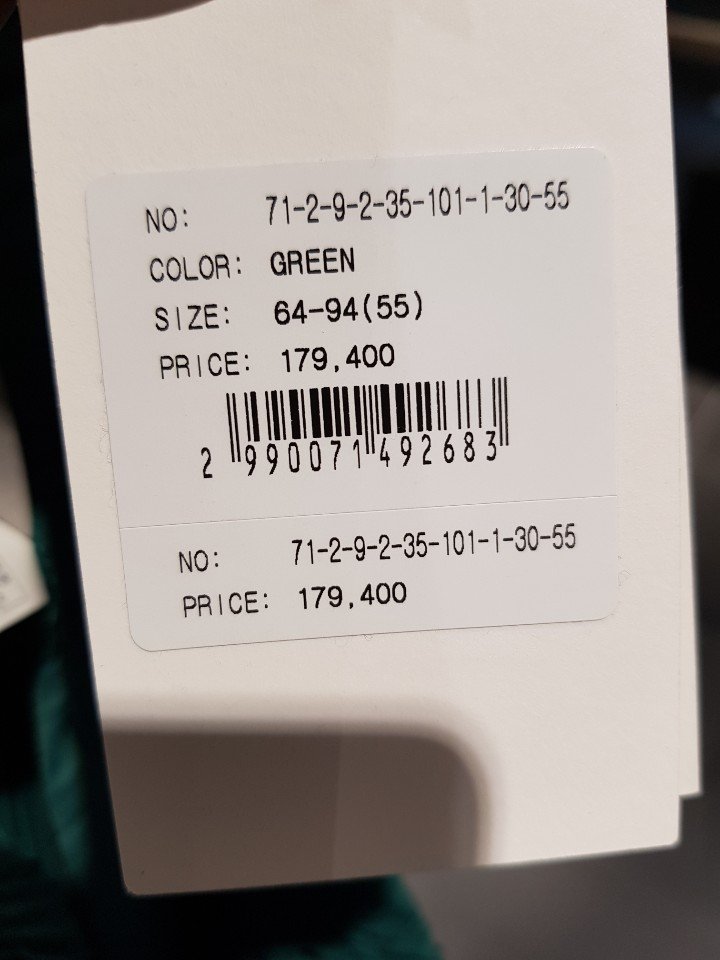 NO: 71-2-9-2-35-101-1-30-55
COLOR: GREEN
SIZE: 64-94(55)
PRICE: 179,400
2 990071 492683
NO: 71-2-9-2-35-101-1-30-55
PRICE: 179,400